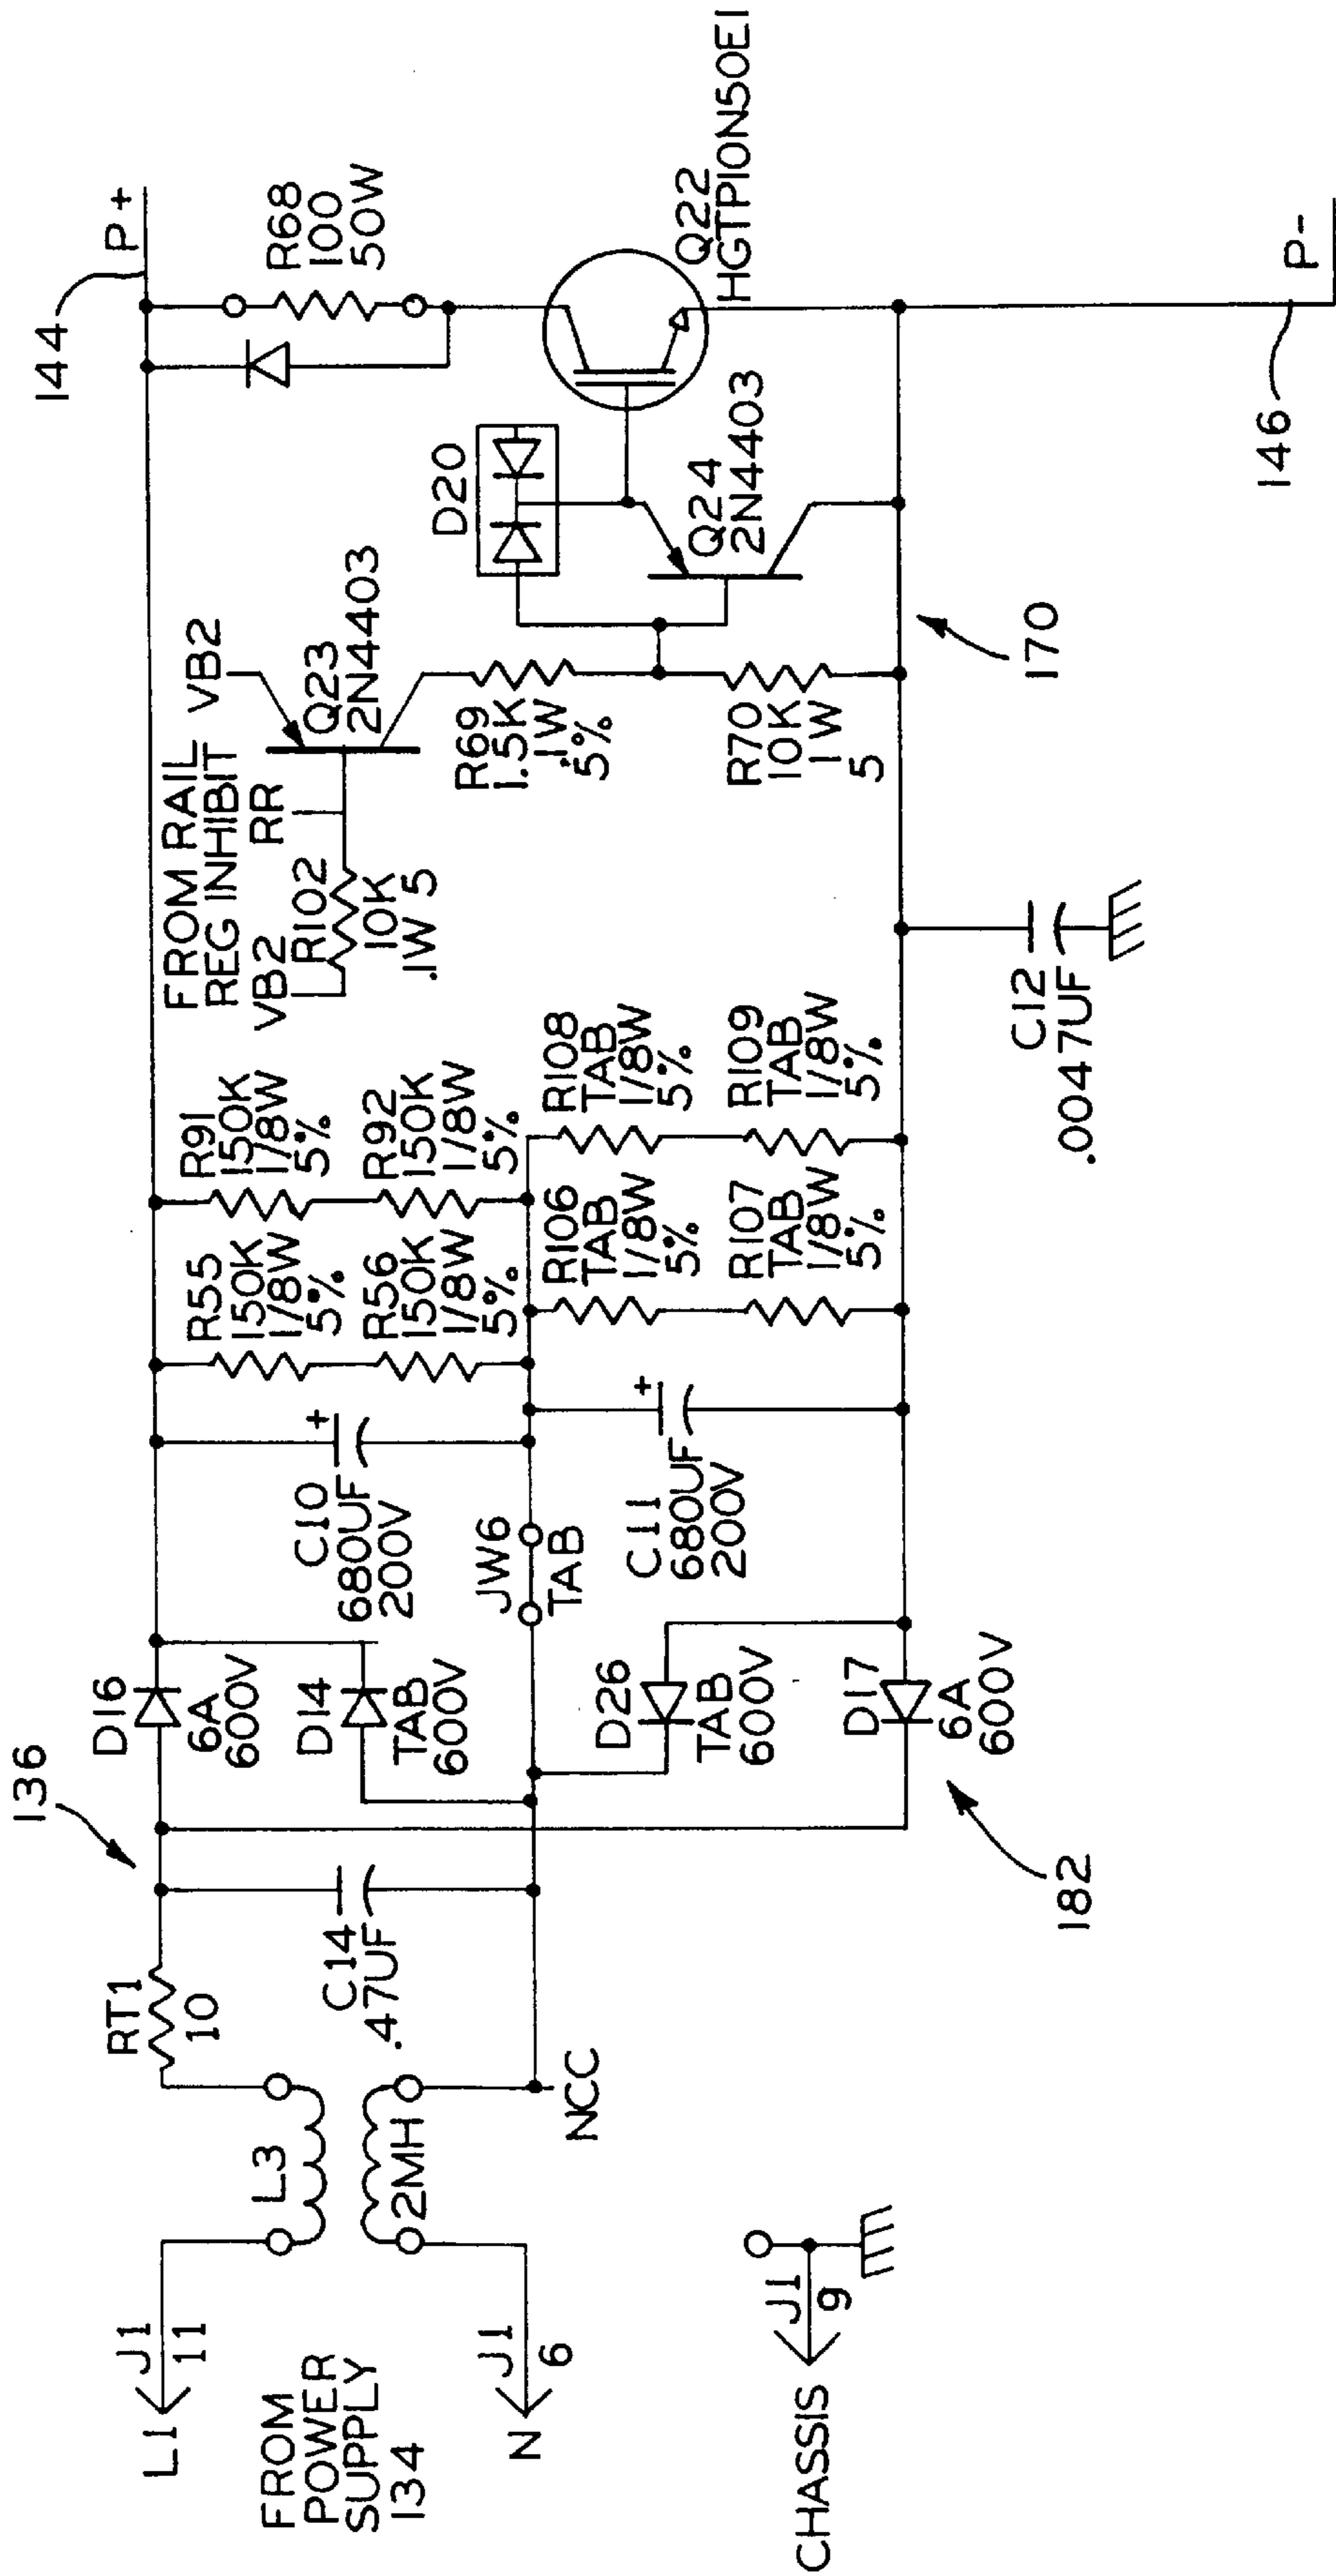 L1
J1
11
FROM
POWER
SUPPLY
134
N
J1
6
CHASSIS
J1
9
L3
2MH
RT1
10
NCC
C14
.47UF
136
D16
6A
600V
D14
TAB
600V
D26
TAB
600V
D17
6A
600V
182
JW6
TAB
C10
+
680UF
200V
C11
+
680UF
200V
R55
150K
1/8W
5%
R56
150K
1/8W
5%
R91
150K
1/8W
5%
R92
150K
1/8W
5%
R106
TAB
1/8W
5%
R107
TAB
1/8W
5%
R108
TAB
1/8W
5%
R109
TAB
1/8W
5%
C12
.0047UF
FROM RAIL
REG INHIBIT
VB2
RR
R102
10K
.1W 5
VB2
Q23
2N4403
R69
1.5K
.1W
5%
R70
10K
1W
5
170
D20
Q24
2N4403
144
P+
R68
100
50W
Q22
HGTP10N50E1
146
P-